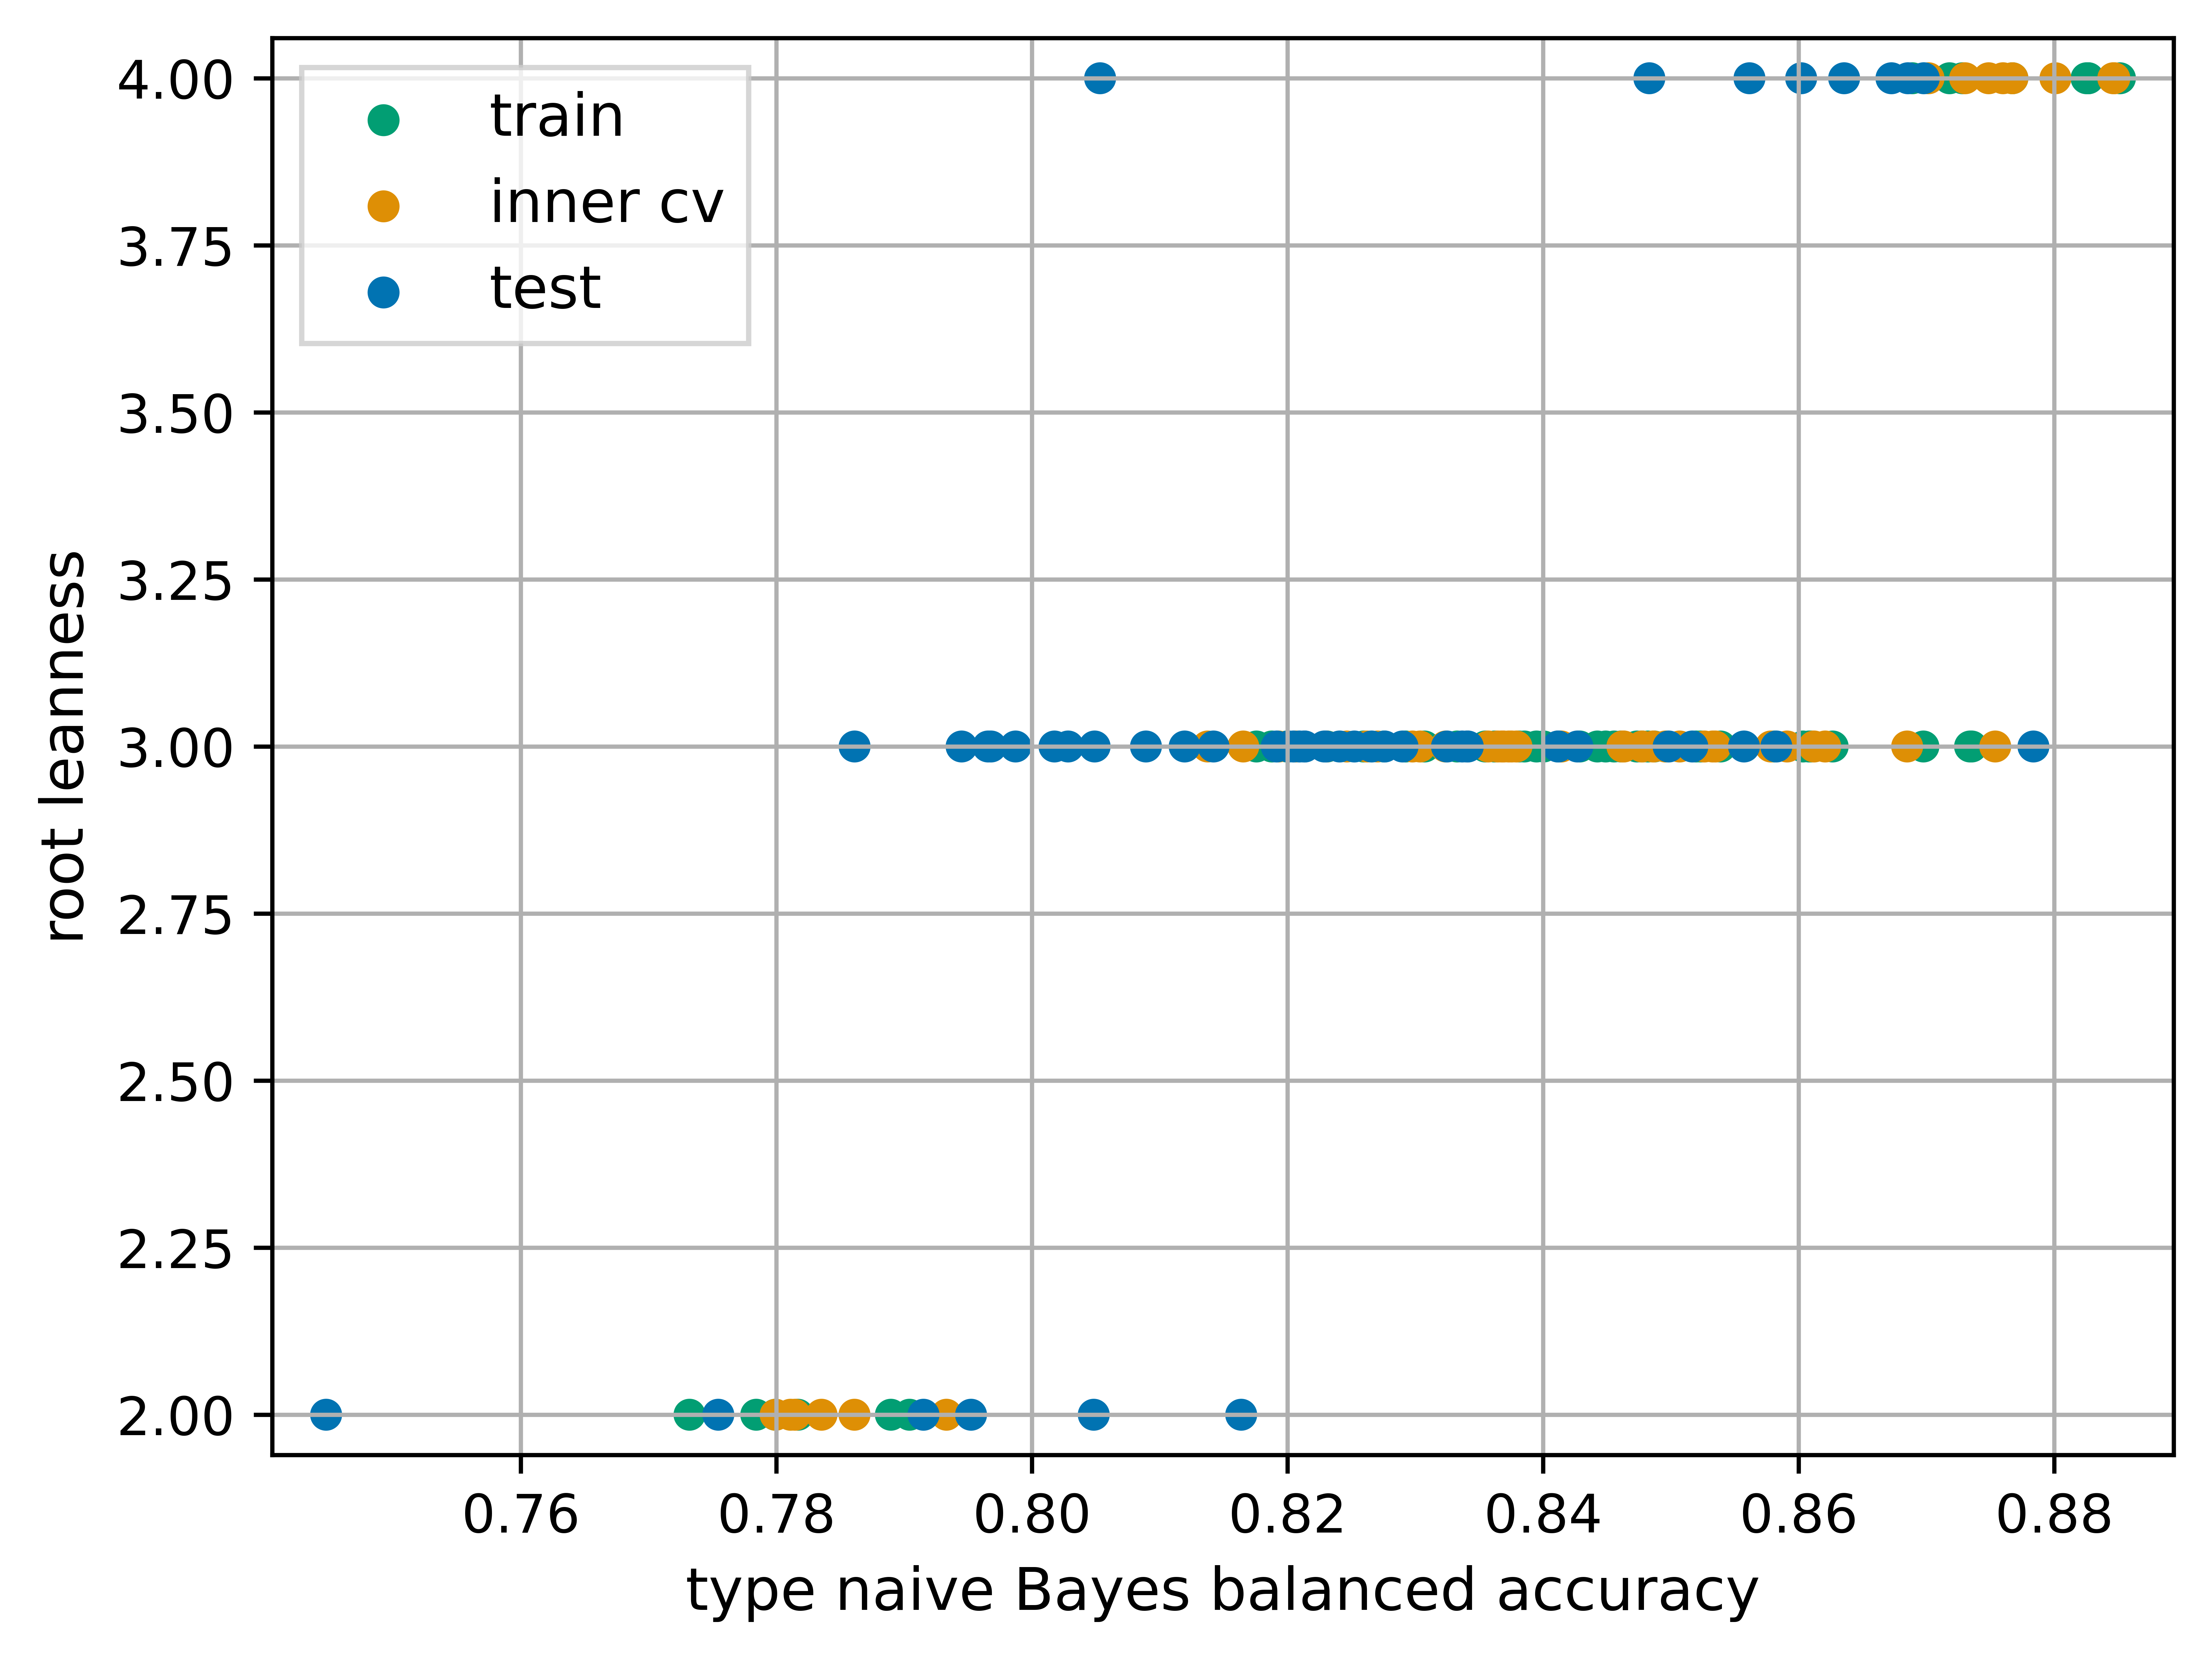 4.00
3.75
3.50
3.25
3.00
2.75
2.50
2.25
2.00
root leanness
train
inner cv
test
0.76 0.78 0.80 0.82 0.84 0.86 0.88
type naive Bayes balanced accuracy